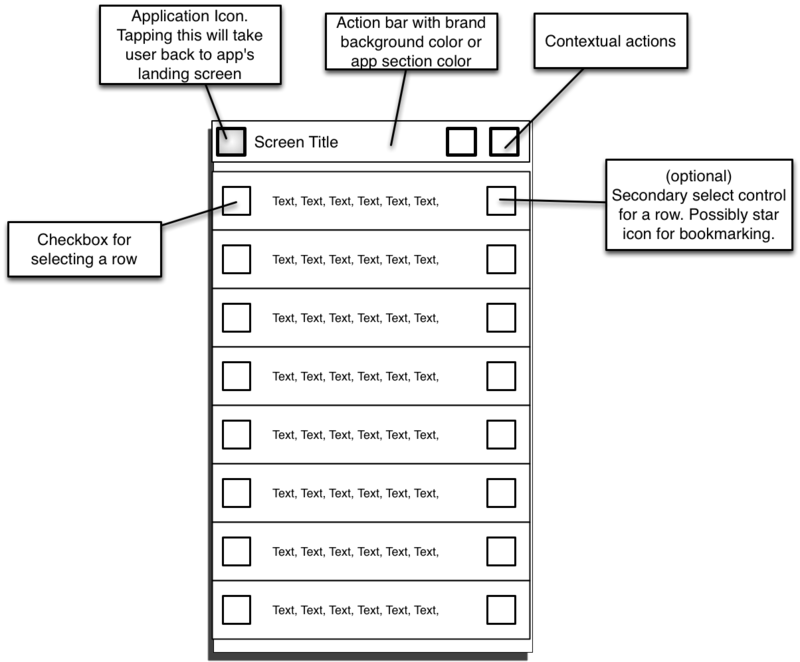 Application Icon.
Tapping this will take
user back to app's
landing screen
Action bar with brand
background color or
app section color
Contextual actions
Screen Title
(optional)
Secondary select control
for a row. Possibly star
icon for bookmarking.
Checkbox for
selecting a row
Text, Text, Text, Text, Text, Text,
Text, Text, Text, Text, Text, Text,
Text, Text, Text, Text, Text, Text,
Text, Text, Text, Text, Text, Text,
Text, Text, Text, Text, Text, Text,
Text, Text, Text, Text, Text, Text,
Text, Text, Text, Text, Text, Text,
Text, Text, Text, Text, Text, Text,